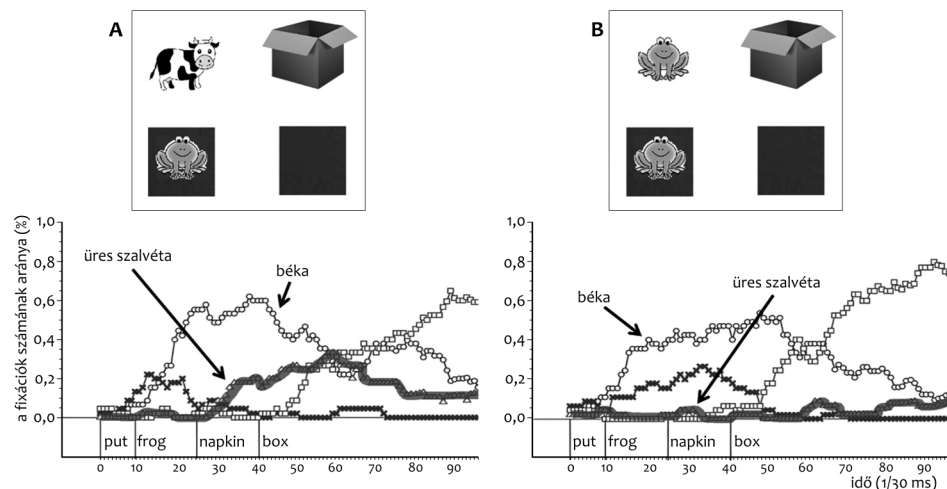 A
B
a fixációk számának aránya (%)
1,0
0,8
0,6
0,4
0,2
0,0
üres szalvéta
béka
put
frog
napkin
box
0
10
20
30
40
50
60
70
80
90
1,0
0,8
0,6
0,4
0,2
0,0
béka
üres szalvéta
put
frog
napkin
box
0
10
20
30
40
50
60
70
80
90
idő (1/30 ms)